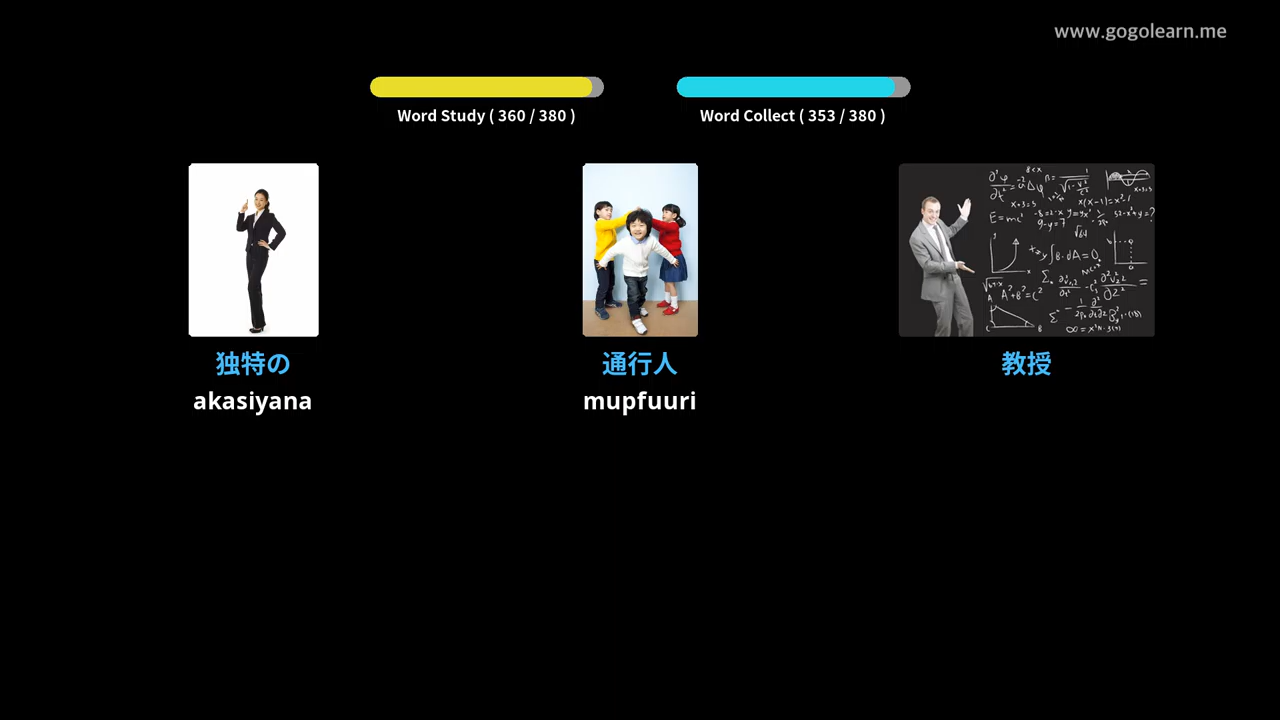 www.gogolearn.me
Word Study ( 360 / 380 )
Word Collect ( 353 / 380 )
独特の
通行人
教授
akasiyana
mupfuuri